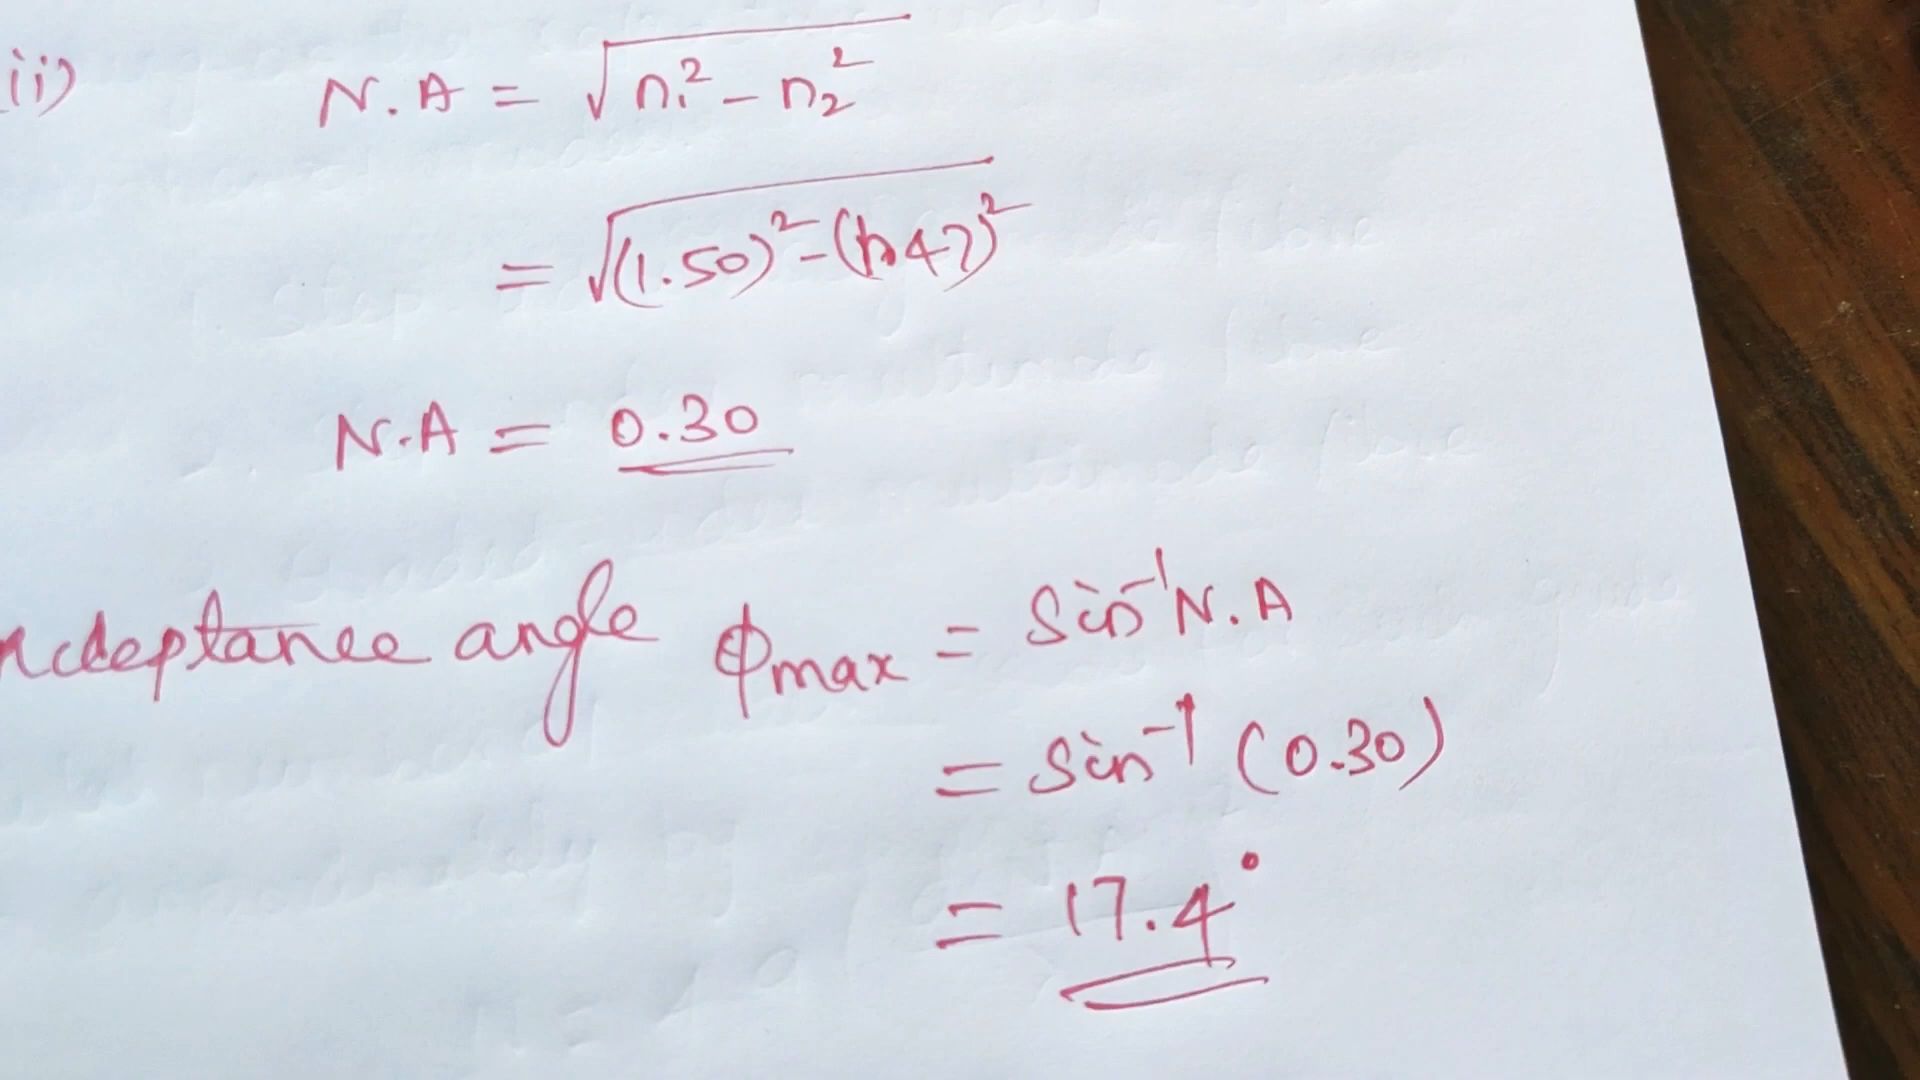 ii) N.A = √n₁² - n₂²
= √(1.50)² - (1.47)²
N.A = 0.30
Acceptance angle ϕmax = Sin⁻¹ N.A
= Sin⁻¹ (0.30)
= 17.4°